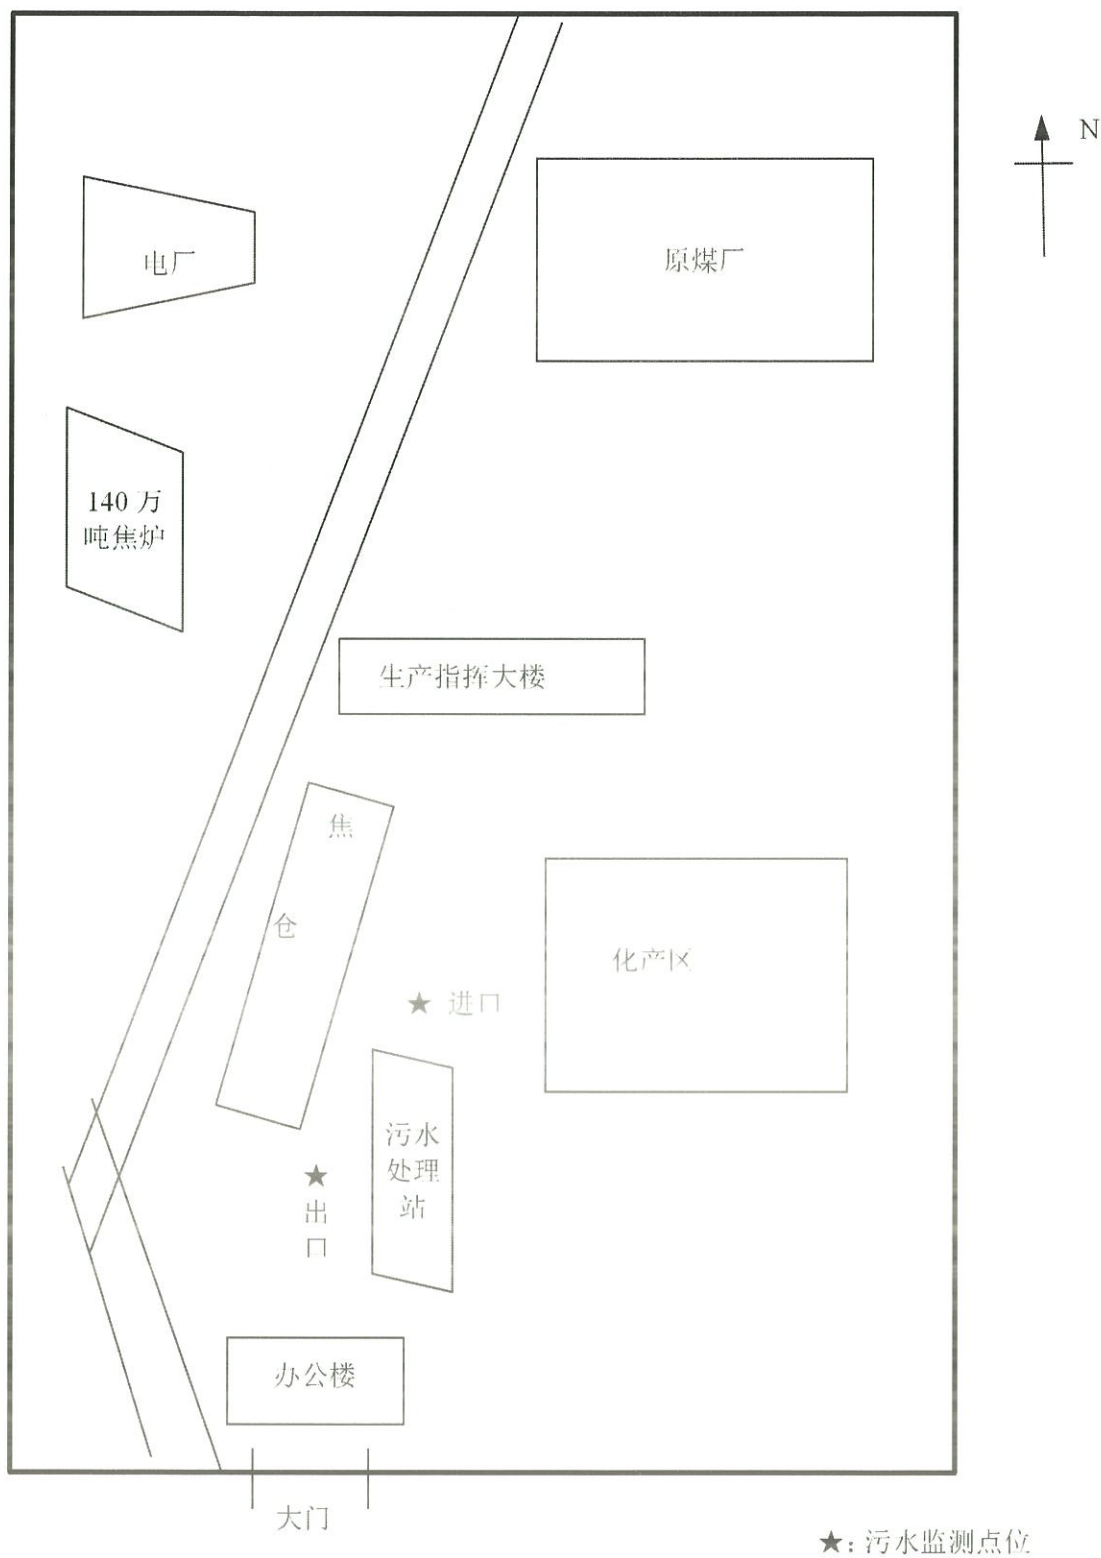 N
电厂
原煤厂
140 万
吨焦炉
生产指挥大楼
焦
仓
化产区
★ 进口
污水
处理
站
★
出
口
办公楼
大门
★: 污水监测点位